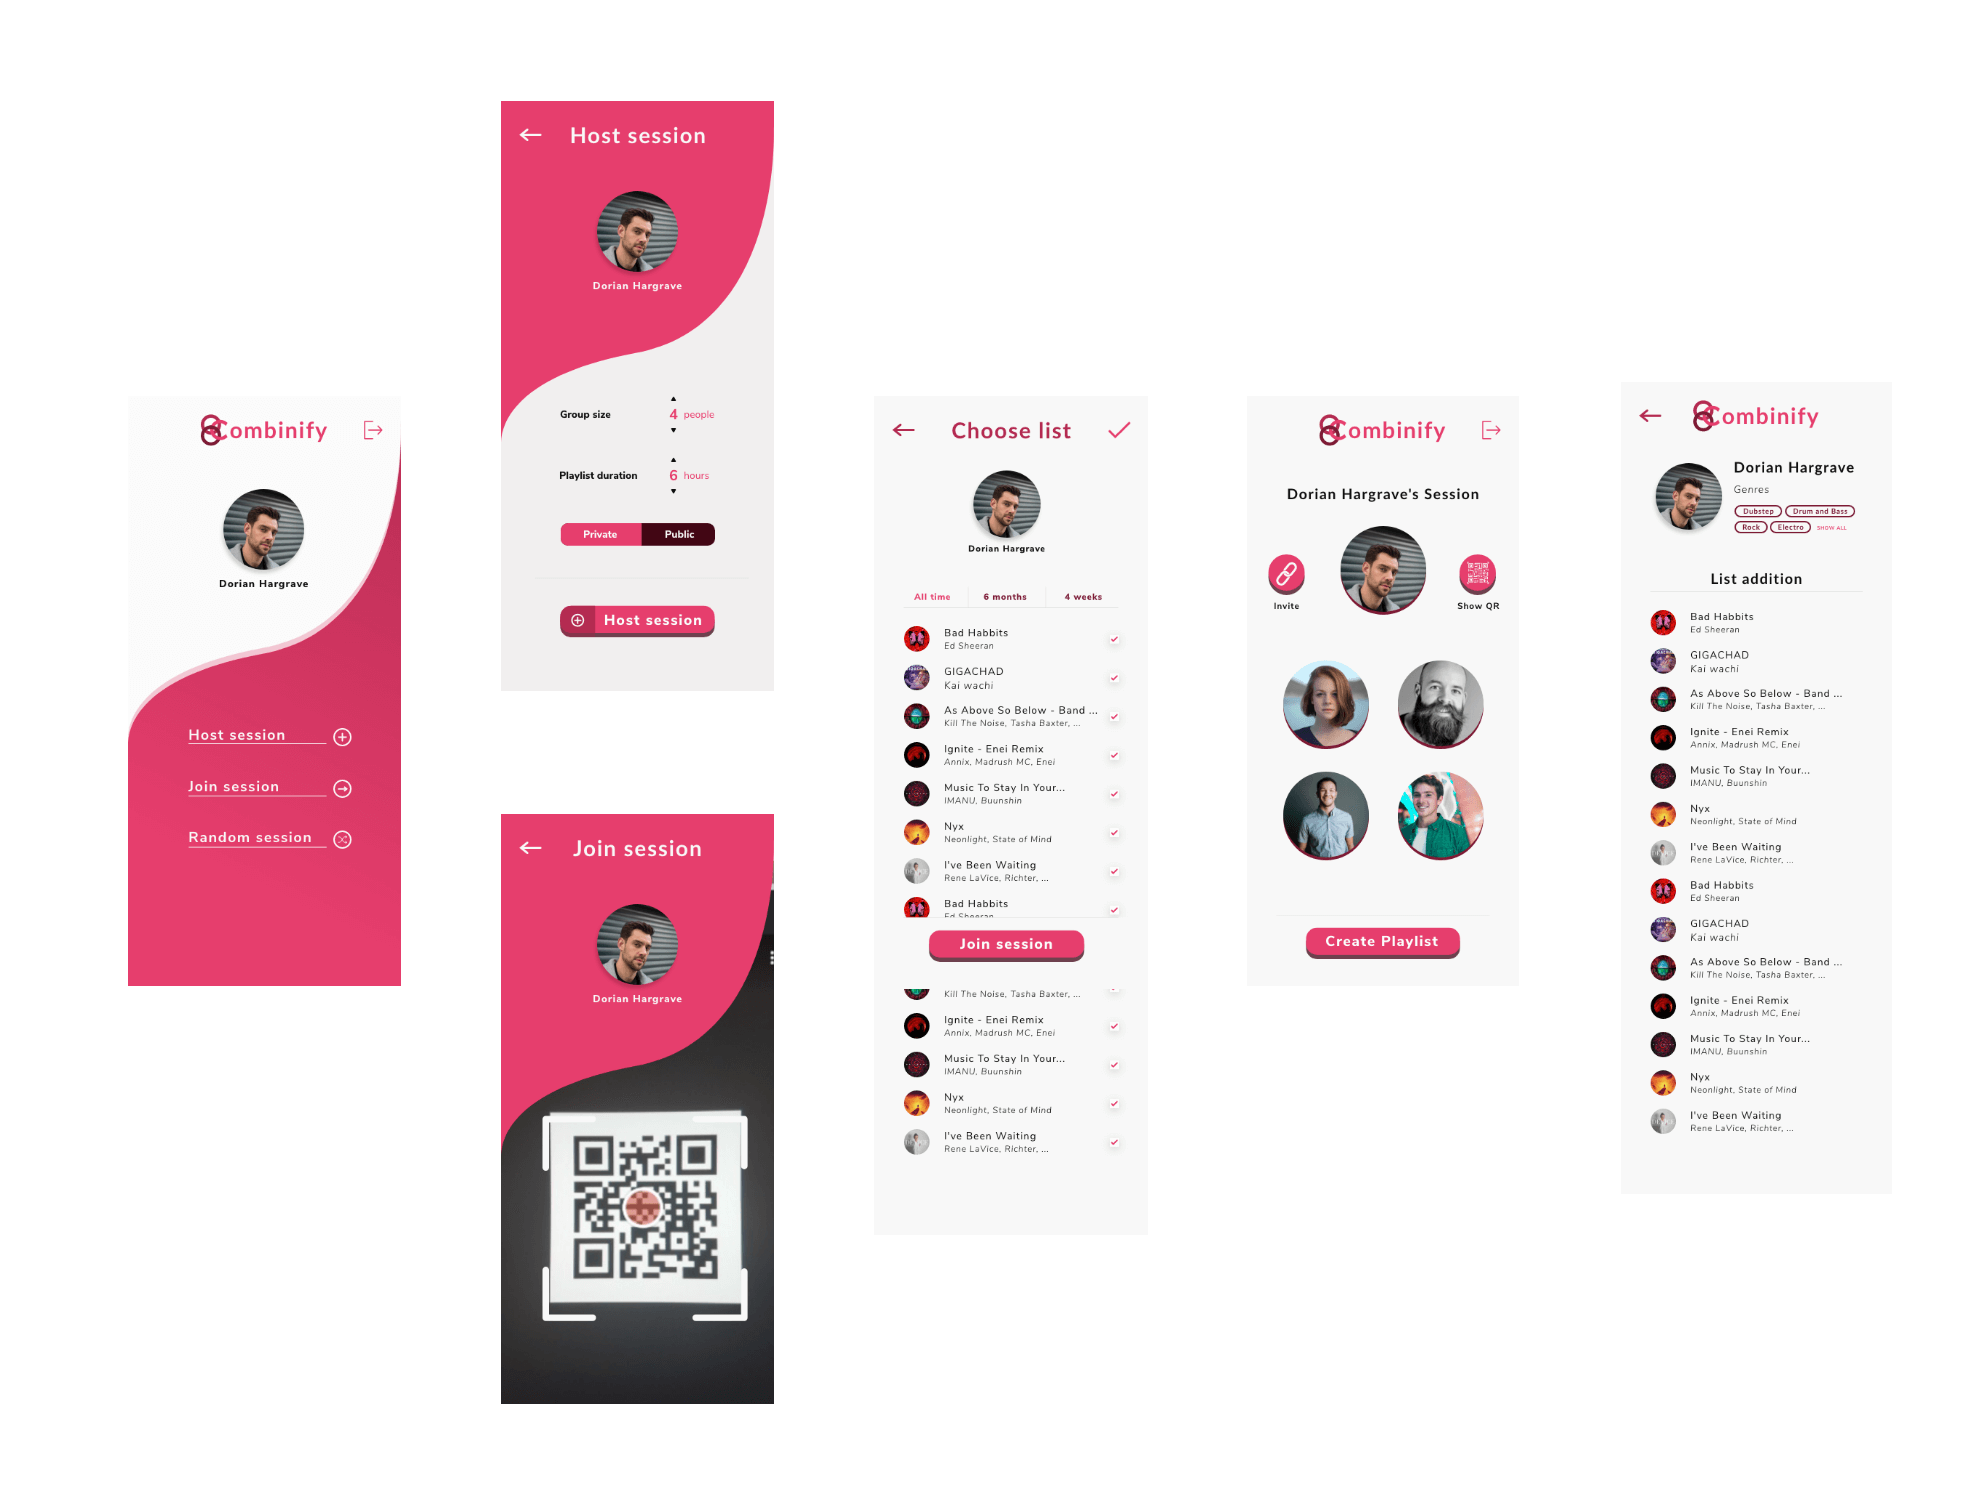 Combinify
Dorian Hargrave
Host session
Join session
Random session
Host session
Dorian Hargrave
Group size
4 people
Playlist duration
6 hours
Private Public
Host session
Join session
Dorian Hargrave
Choose list
Dorian Hargrave
All time 6 months 4 weeks
Bad Habbits
Ed Sheeran
GIGACHAD
Kai wachi
As Above So Below - Band ...
Kill The Noise, Tasha Baxter, ...
Ignite - Enei Remix
Annix, Madrush MC, Enei
Music To Stay In Your...
IMANU, Buunshin
Nyx
Neonlight, State of Mind
I've Been Waiting
Rene LaVice, Richter, ...
Bad Habbits
Ed Sheeran
Join session
Kill The Noise, Tasha Baxter, ...
Ignite - Enei Remix
Annix, Madrush MC, Enei
Music To Stay In Your...
IMANU, Buunshin
Nyx
Neonlight, State of Mind
I've Been Waiting
Rene LaVice, Richter, ...
Combinify
Dorian Hargrave's Session
Invite
Show QR
Create Playlist
Combinify
Dorian Hargrave
Genres
Dubstep Drum and Bass
Rock Electro SHOW ALL
List addition
Bad Habbits
Ed Sheeran
GIGACHAD
Kai wachi
As Above So Below - Band ...
Kill The Noise, Tasha Baxter, ...
Ignite - Enei Remix
Annix, Madrush MC, Enei
Music To Stay In Your...
IMANU, Buunshin
Nyx
Neonlight, State of Mind
I've Been Waiting
Rene LaVice, Richter, ...
Bad Habbits
Ed Sheeran
GIGACHAD
Kai wachi
As Above So Below - Band ...
Kill The Noise, Tasha Baxter, ...
Ignite - Enei Remix
Annix, Madrush MC, Enei
Music To Stay In Your...
IMANU, Buunshin
Nyx
Neonlight, State of Mind
I've Been Waiting
Rene LaVice, Richter, ...